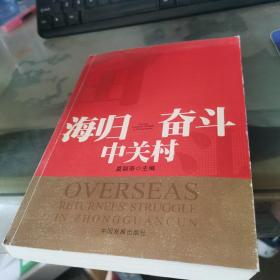 海归 奋斗
中关村
夏颖奇◇主编
OVERSEAS
RETURNEES STRUGGLE
IN ZHONGGUANCUN
中国发展出版社